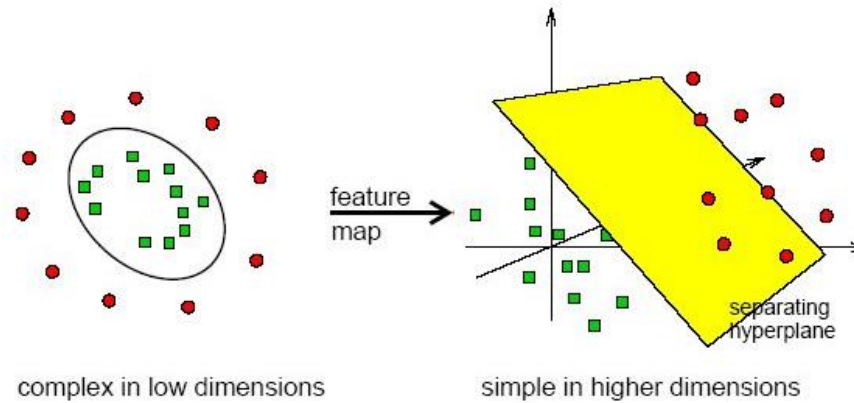 feature
map
separating
hyperplane
complex in low dimensions
simple in higher dimensions